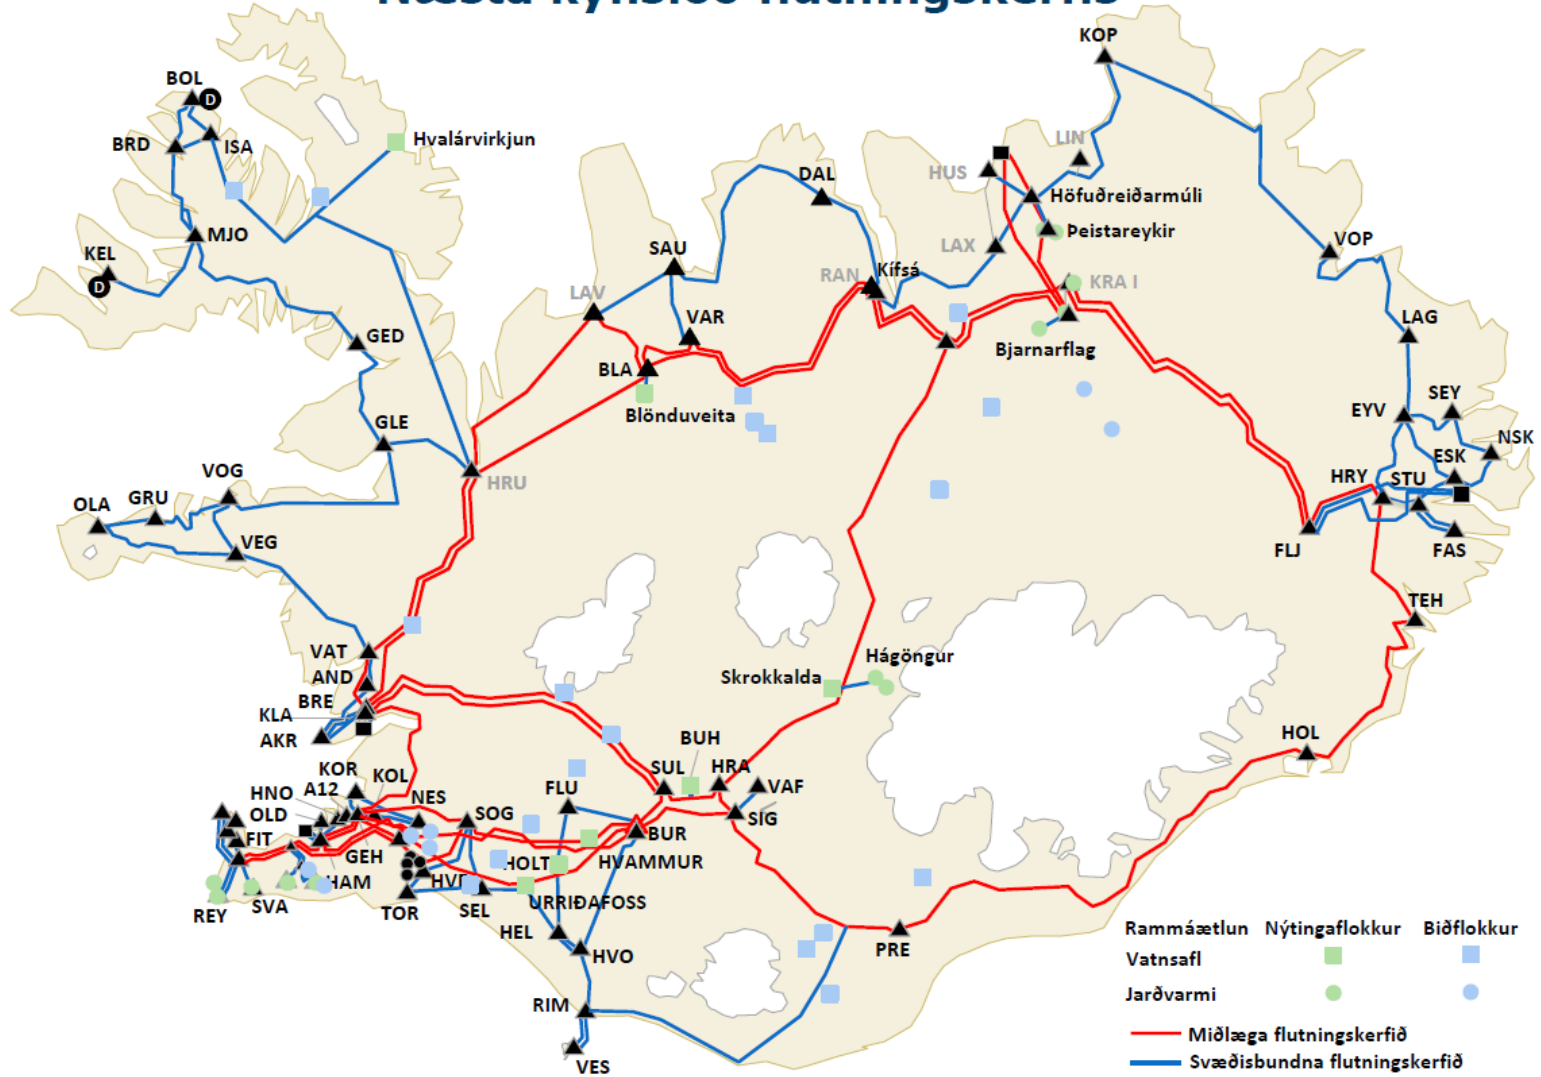 Næsta kynslóð flutningskerfis
KOP
BOL
D
BRD
ISA
Hvalárvirkjun
LIN
HUS
DAL
Höfuðreiðarmúli
MJO
Þeistareykir
LAX
VOP
KEL
D
SAU
RAN
Kífsá
KRA I
LAV
VAR
LAG
GED
Bjarnarflag
BLA
Blönduveita
SEY
EYV
GLE
NSK
ESK
VOG
HRU
HRY
STU
GRU
OLA
VEG
FLJ
FAS
TEH
VAT
Hágöngur
AND
Skrokkalda
BRE
KLA
AKR
BUH
HOL
SUL
HRA
KOR
KOL
VAF
HNO
A12
FLU
NES
OLD
SOG
SIG
FIT
BUR
GEH
HOLT
HVAMMUR
HAM
HVE
URRIÐAFOSS
REY
SVA
TOR
SEL
HEL
HVO
PRE
RIM
VES
Rammáætlun Nýtingaflokkur Biðflokkur
Vatnsafl
Jarðvarmi
Miðlæga flutningskerfið
Svæðisbundna flutningskerfið